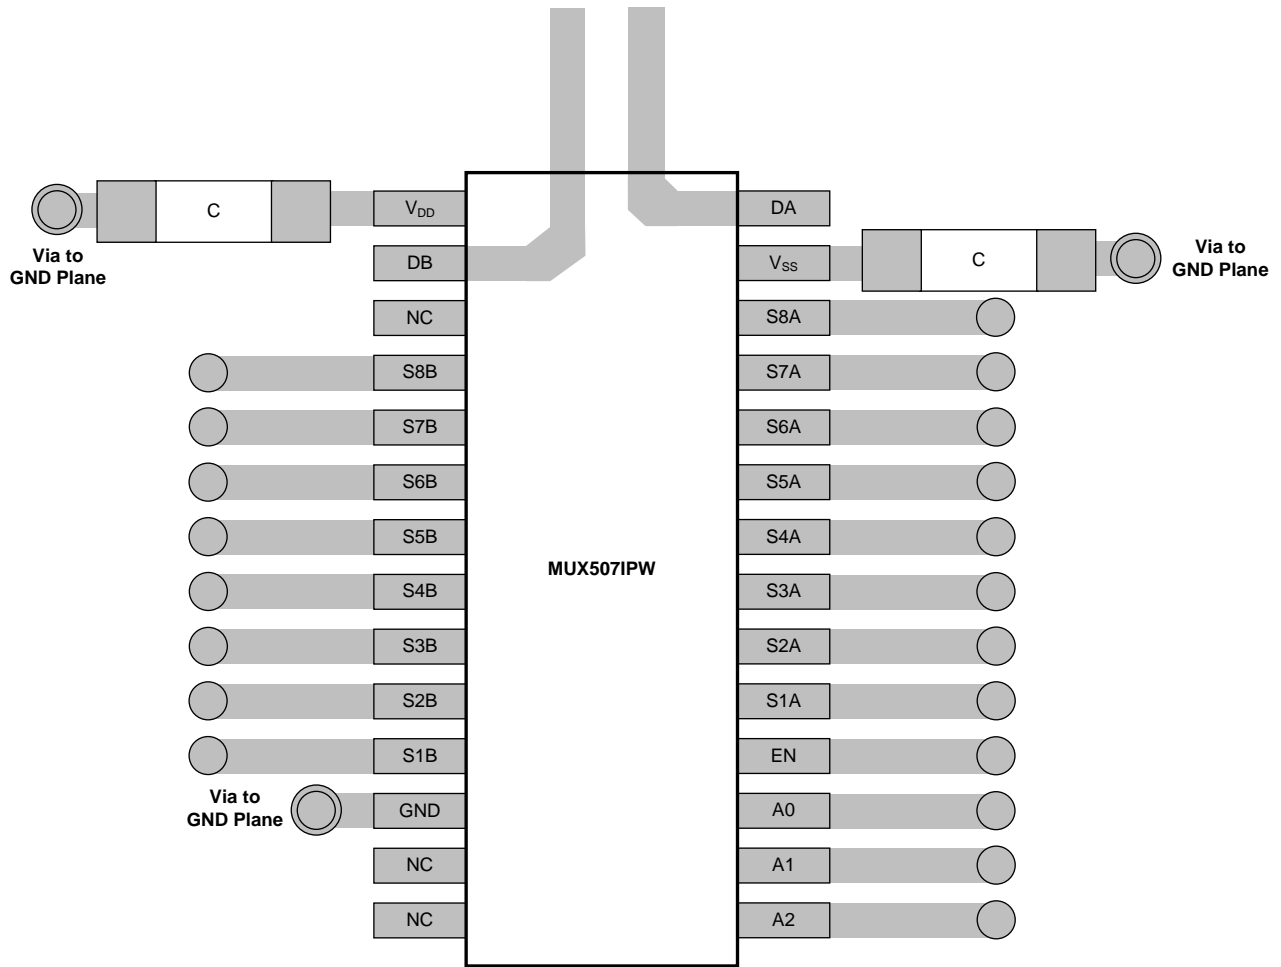 C
V_DD
DA
Via to
GND Plane
DB
V_SS
C
Via to
GND Plane
NC
S8A
S8B
S7A
S7B
S6A
S6B
S5A
S5B
S4A
MUX507IPW
S4B
S3A
S3B
S2A
S2B
S1A
S1B
EN
Via to
GND Plane
GND
A0
NC
A1
NC
A2